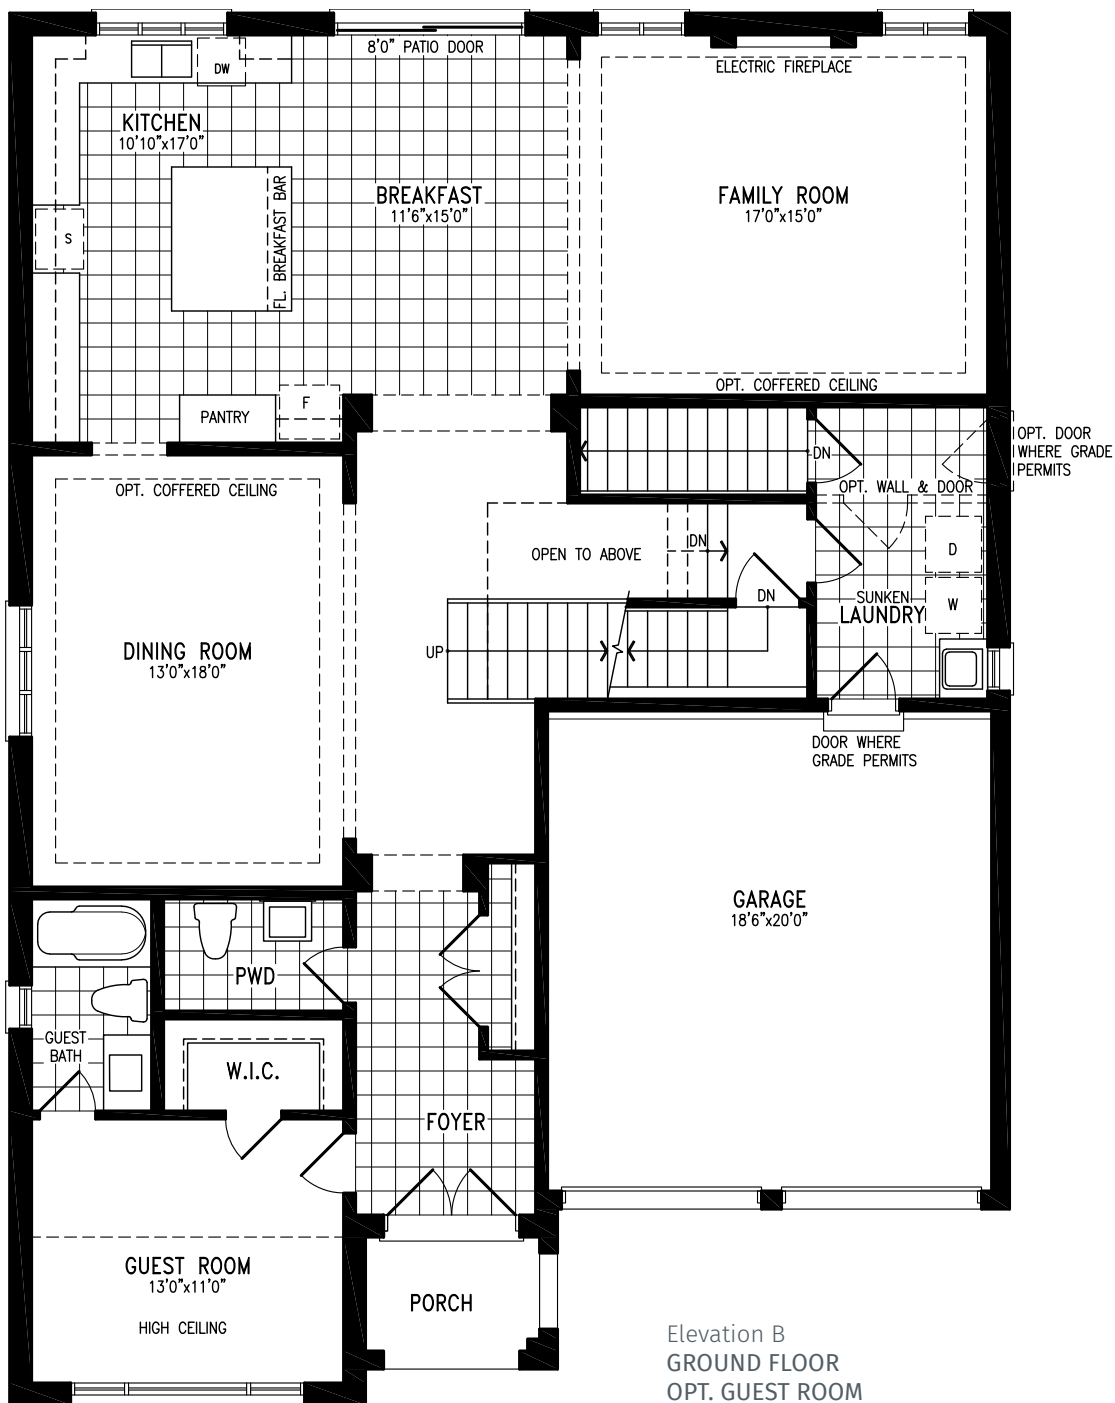 8'0" PATIO DOOR
DW
ELECTRIC FIREPLACE
KITCHEN
10'10"x17'0"
BREAKFAST
11'6"x15'0"
FAMILY ROOM
17'0"x15'0"
S
FL. BREAKFAST BAR
OPT. COFFERED CEILING
F
PANTRY
DN
OPT. DOOR
WHERE GRADE
PERMITS
OPT. COFFERED CEILING
OPT. WALL & DOOR
OPEN TO ABOVE
DN
D
DN
W
SUNKEN
LAUNDRY
UP
DINING ROOM
13'0"x18'0"
DOOR WHERE
GRADE PERMITS
GARAGE
18'6"x20'0"
PWD
GUEST
BATH
W.I.C.
FOYER
GUEST ROOM
13'0"x11'0"
HIGH CEILING
PORCH
Elevation B
GROUND FLOOR
OPT. GUEST ROOM